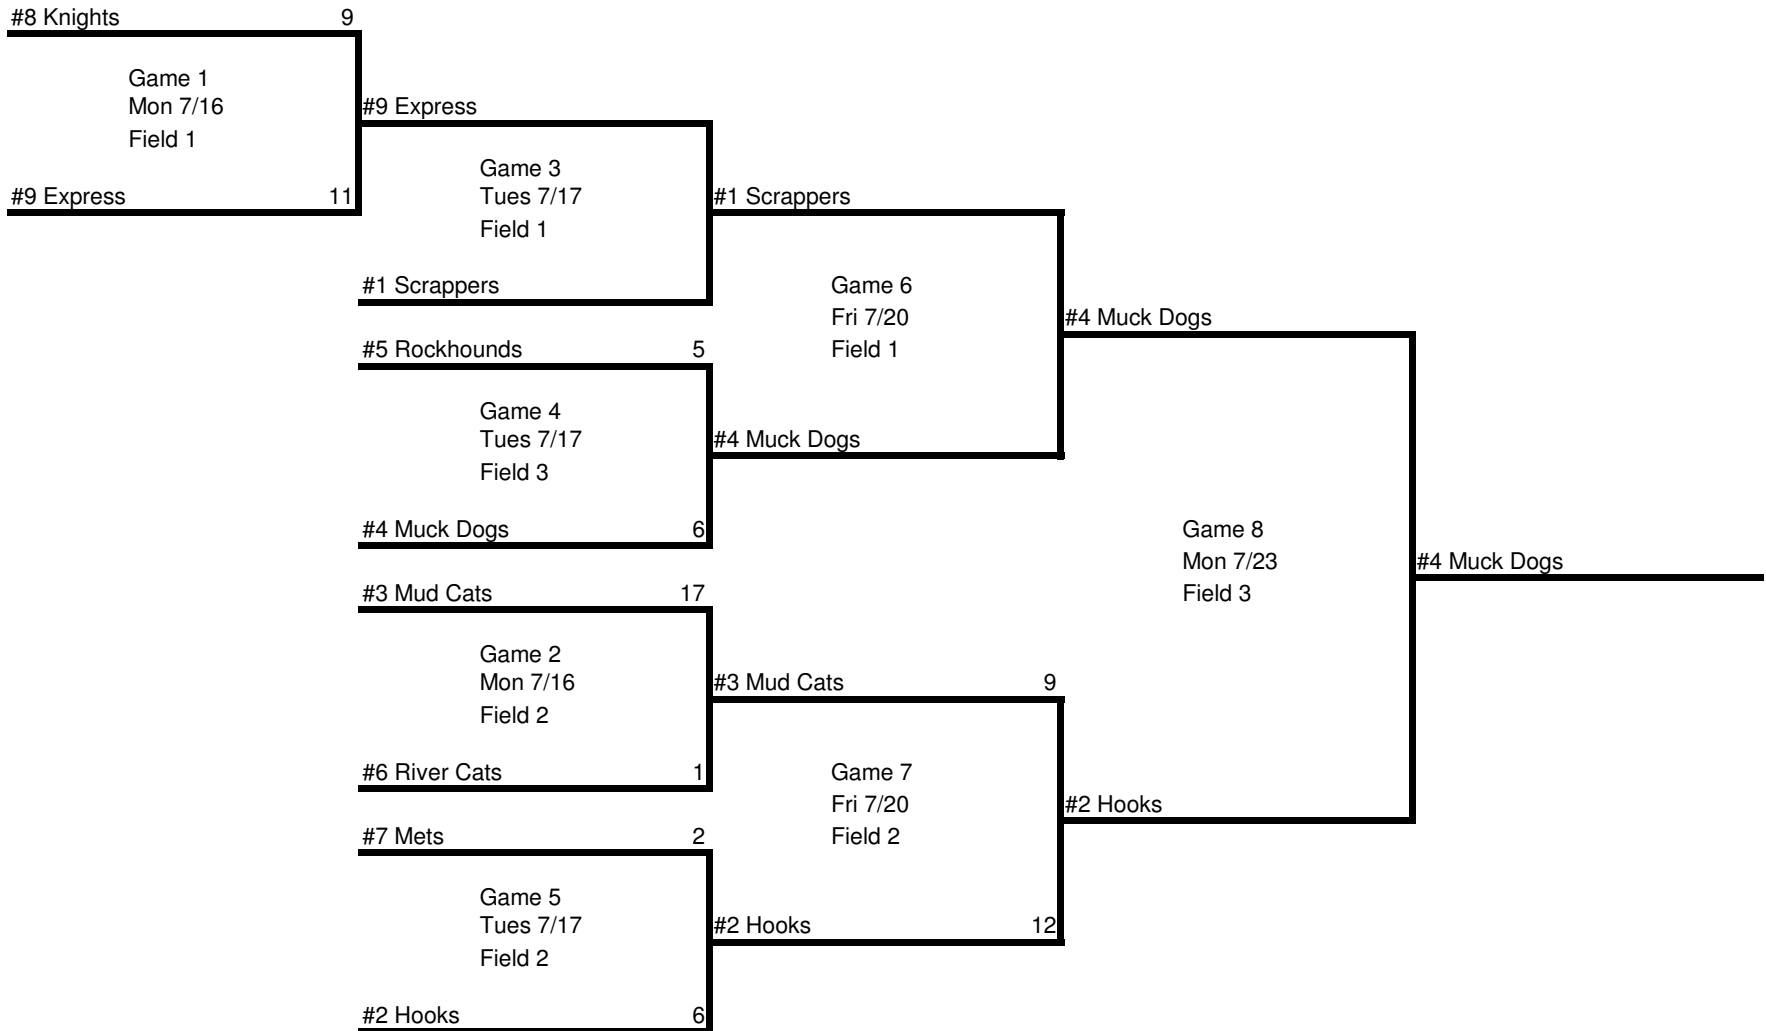 #8 Knights 9
Game 1
Mon 7/16
Field 1
#9 Express 11
#9 Express
Game 3
Tues 7/17
Field 1
#1 Scrappers
#5 Rockhounds 5
Game 4
Tues 7/17
Field 3
#4 Muck Dogs 6
#3 Mud Cats 17
Game 2
Mon 7/16
Field 2
#6 River Cats 1
#7 Mets 2
Game 5
Tues 7/17
Field 2
#2 Hooks 6
#1 Scrappers
Game 6
Fri 7/20
Field 1
#4 Muck Dogs
#3 Mud Cats 9
Game 7
Fri 7/20
Field 2
#2 Hooks 12
#4 Muck Dogs
Game 8
Mon 7/23
Field 3
#2 Hooks
#4 Muck Dogs